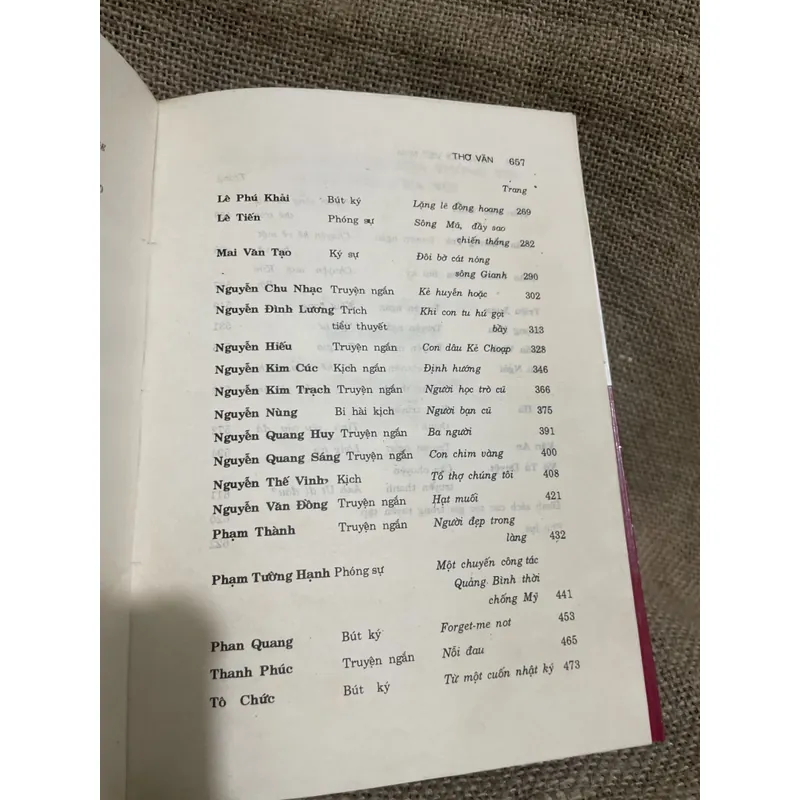 THƠ VĂN 657
Trang
Lê Phú Khải Bút ký Lặng lẽ đồng hoang 269
Lê Tiến Phóng sự Sông Mã, đầy sao
chiến thắng 282
Mai Văn Tạo Ký sự Đôi bờ cát nóng
sông Gianh 290
Nguyễn Chu Nhạc Truyện ngắn Kẻ huyễn hoặc 302
Nguyễn Đình Lương Trích Khi con tu hú gọi
tiểu thuyết bầy 313
Nguyễn Hiếu Truyện ngắn Con dâu Kẻ Choạp 328
Nguyễn Kim Cúc Kịch ngắn Định hướng 346
Nguyễn Kim Trạch Truyện ngắn Người học trò cũ 366
Nguyễn Nùng Bi hài kịch Người bạn cũ 375
Nguyễn Quang Huy Truyện ngắn Ba người 391
Nguyễn Quang Sáng Truyện ngắn Con chim vàng 400
Nguyễn Thế Vinh Kịch Tổ thợ chúng tôi 408
Nguyễn Văn Đồng Truyện ngắn Hạt muối 421
Phạm Thành Truyện ngắn Người đẹp trong
làng 432
Phạm Tường Hạnh Phóng sự Một chuyến công tác
Quảng Bình thời
chống Mỹ 441
Phan Quang Bút ký Forget-me not 453
Thanh Phúc Truyện ngắn Nỗi đau 465
Tô Chức Bút ký Từ một cuốn nhật ký 473